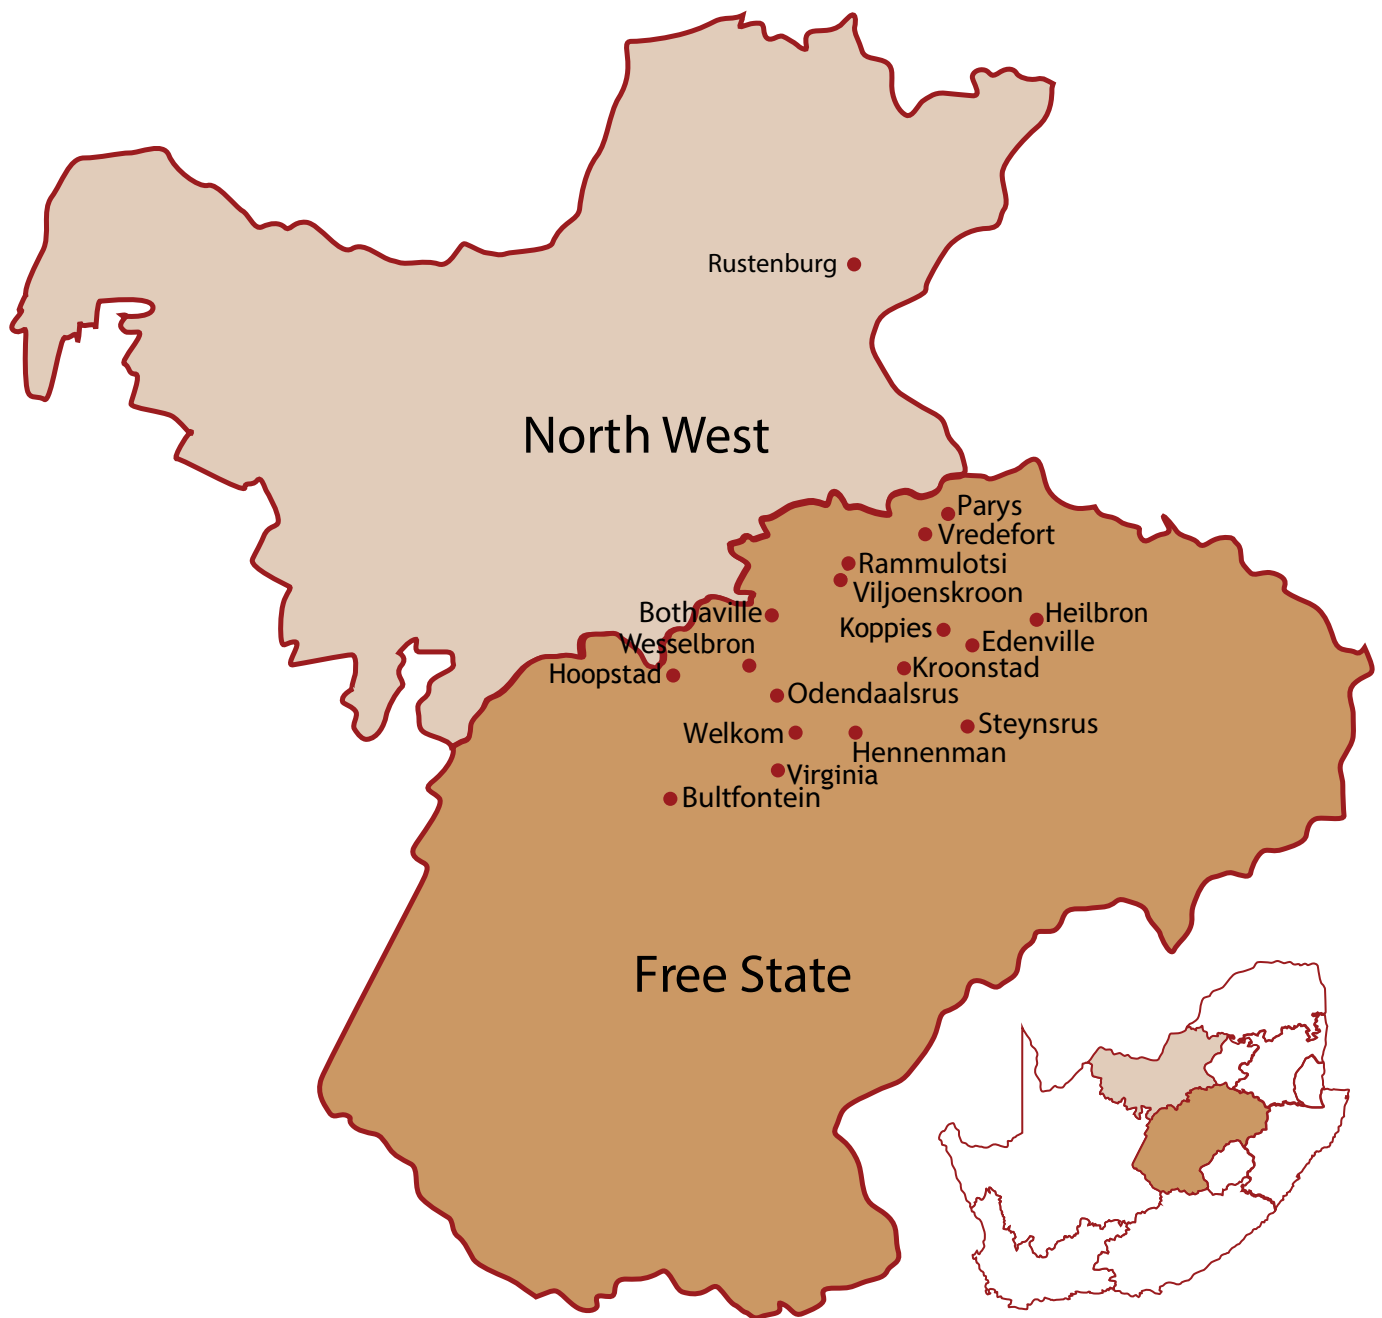 Rustenburg
North West
Parys
Vredefort
Rammulotsi
Viljoenskroon
Bothaville
Heilbron
Koppies
Edenville
Wesselbron
Kroonstad
Hoopstad
Odendaalsrus
Steynsrus
Welkom
Hennenman
Virginia
Bultfontein
Free State